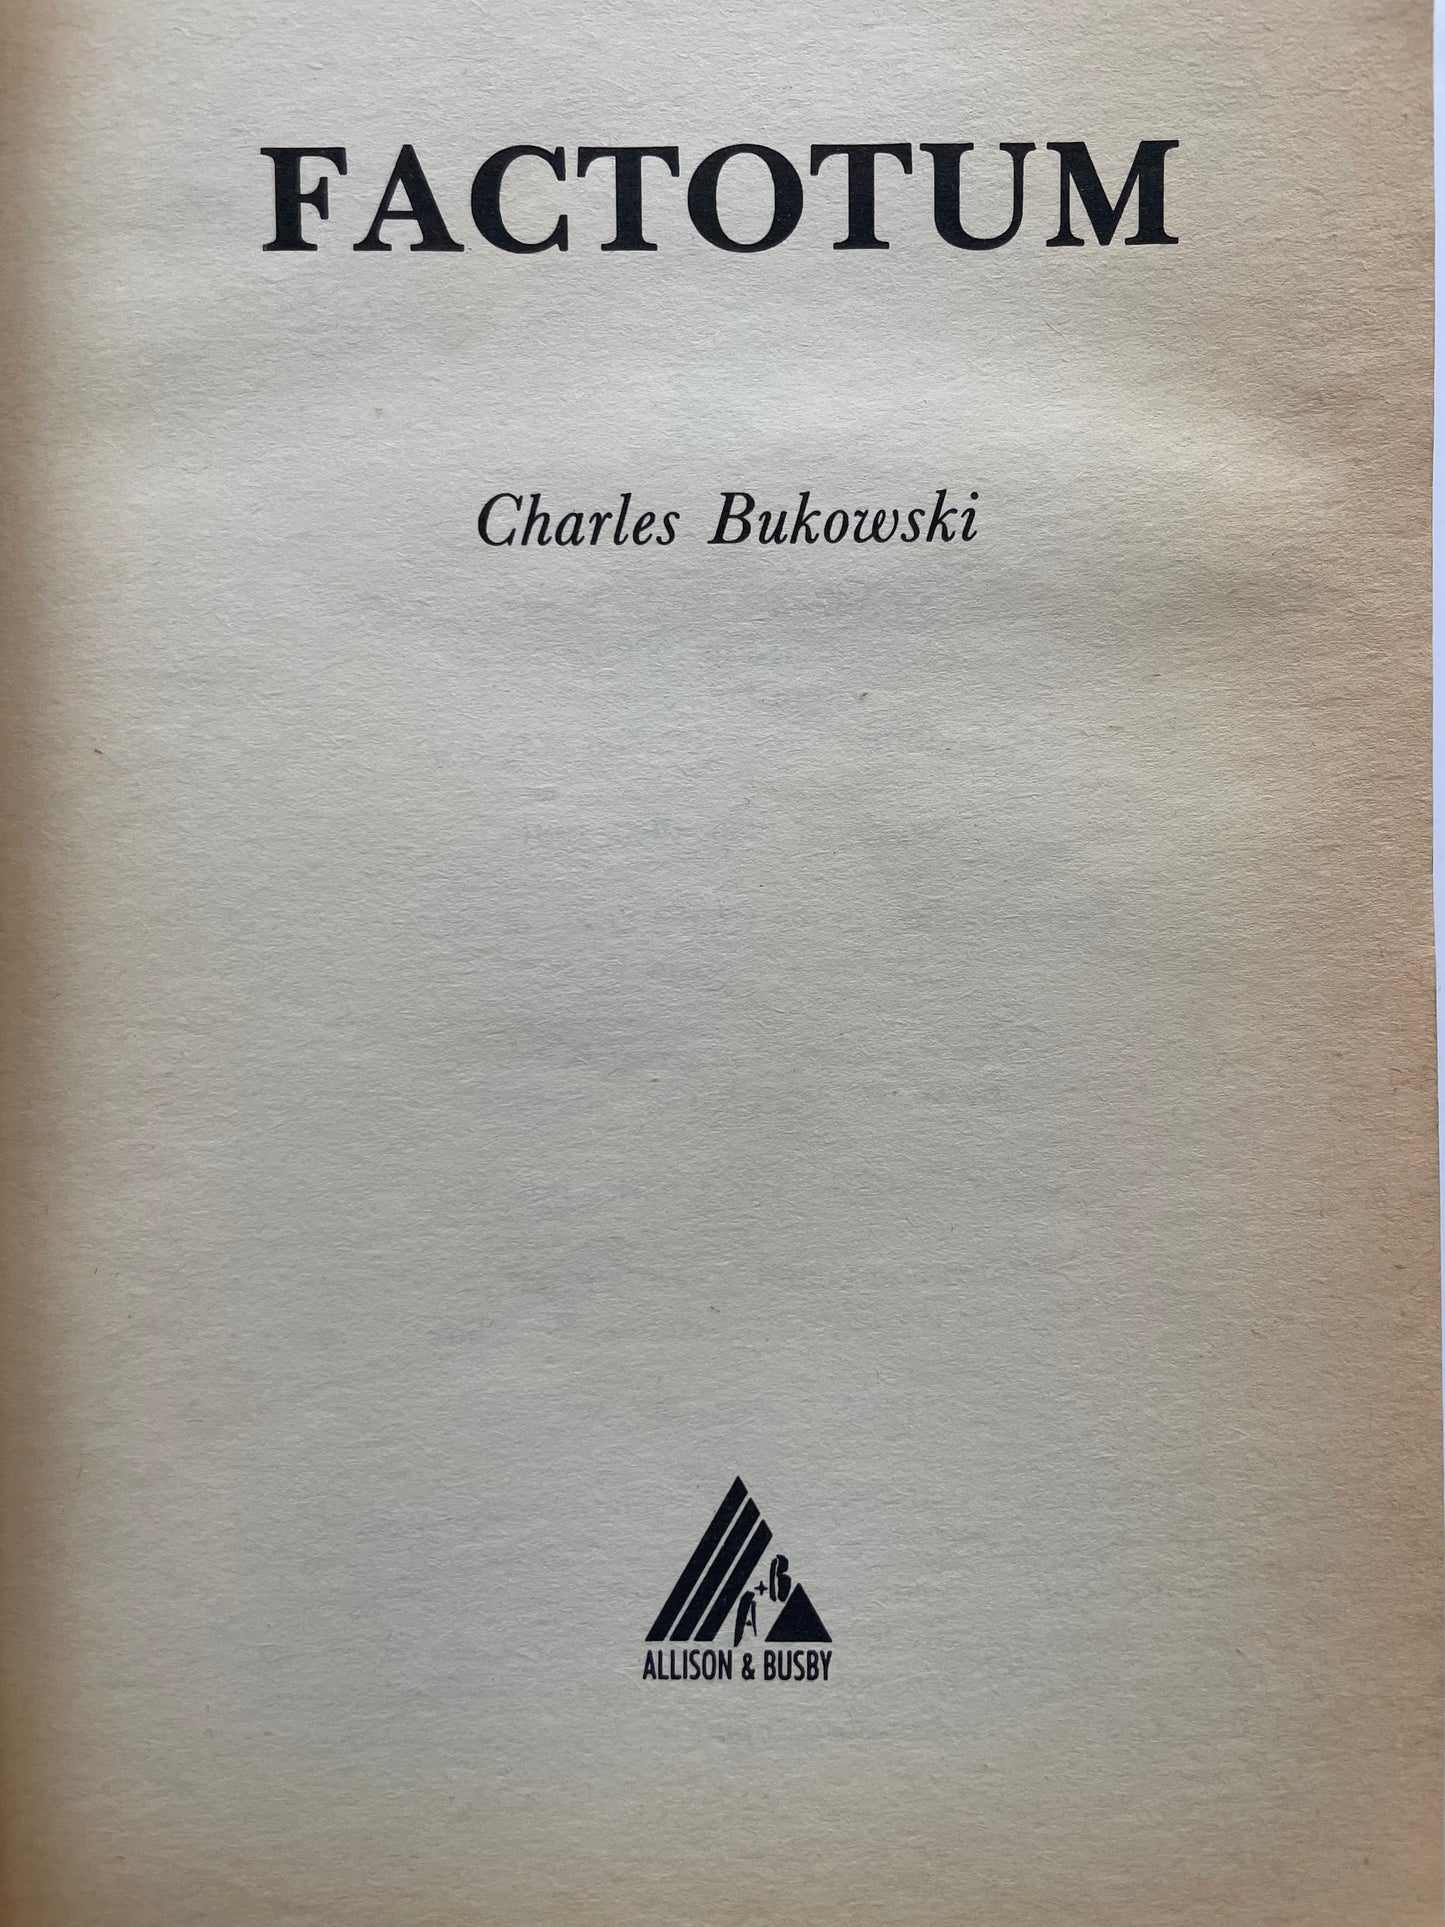 FACTOTUM
Charles Bukowski
A+B
ALLISON & BUSBY